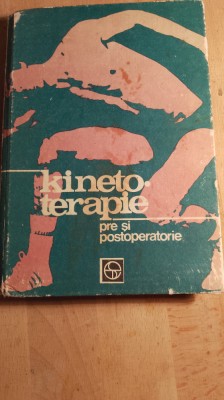 kineto·
terapie
pre și
postoperatorie